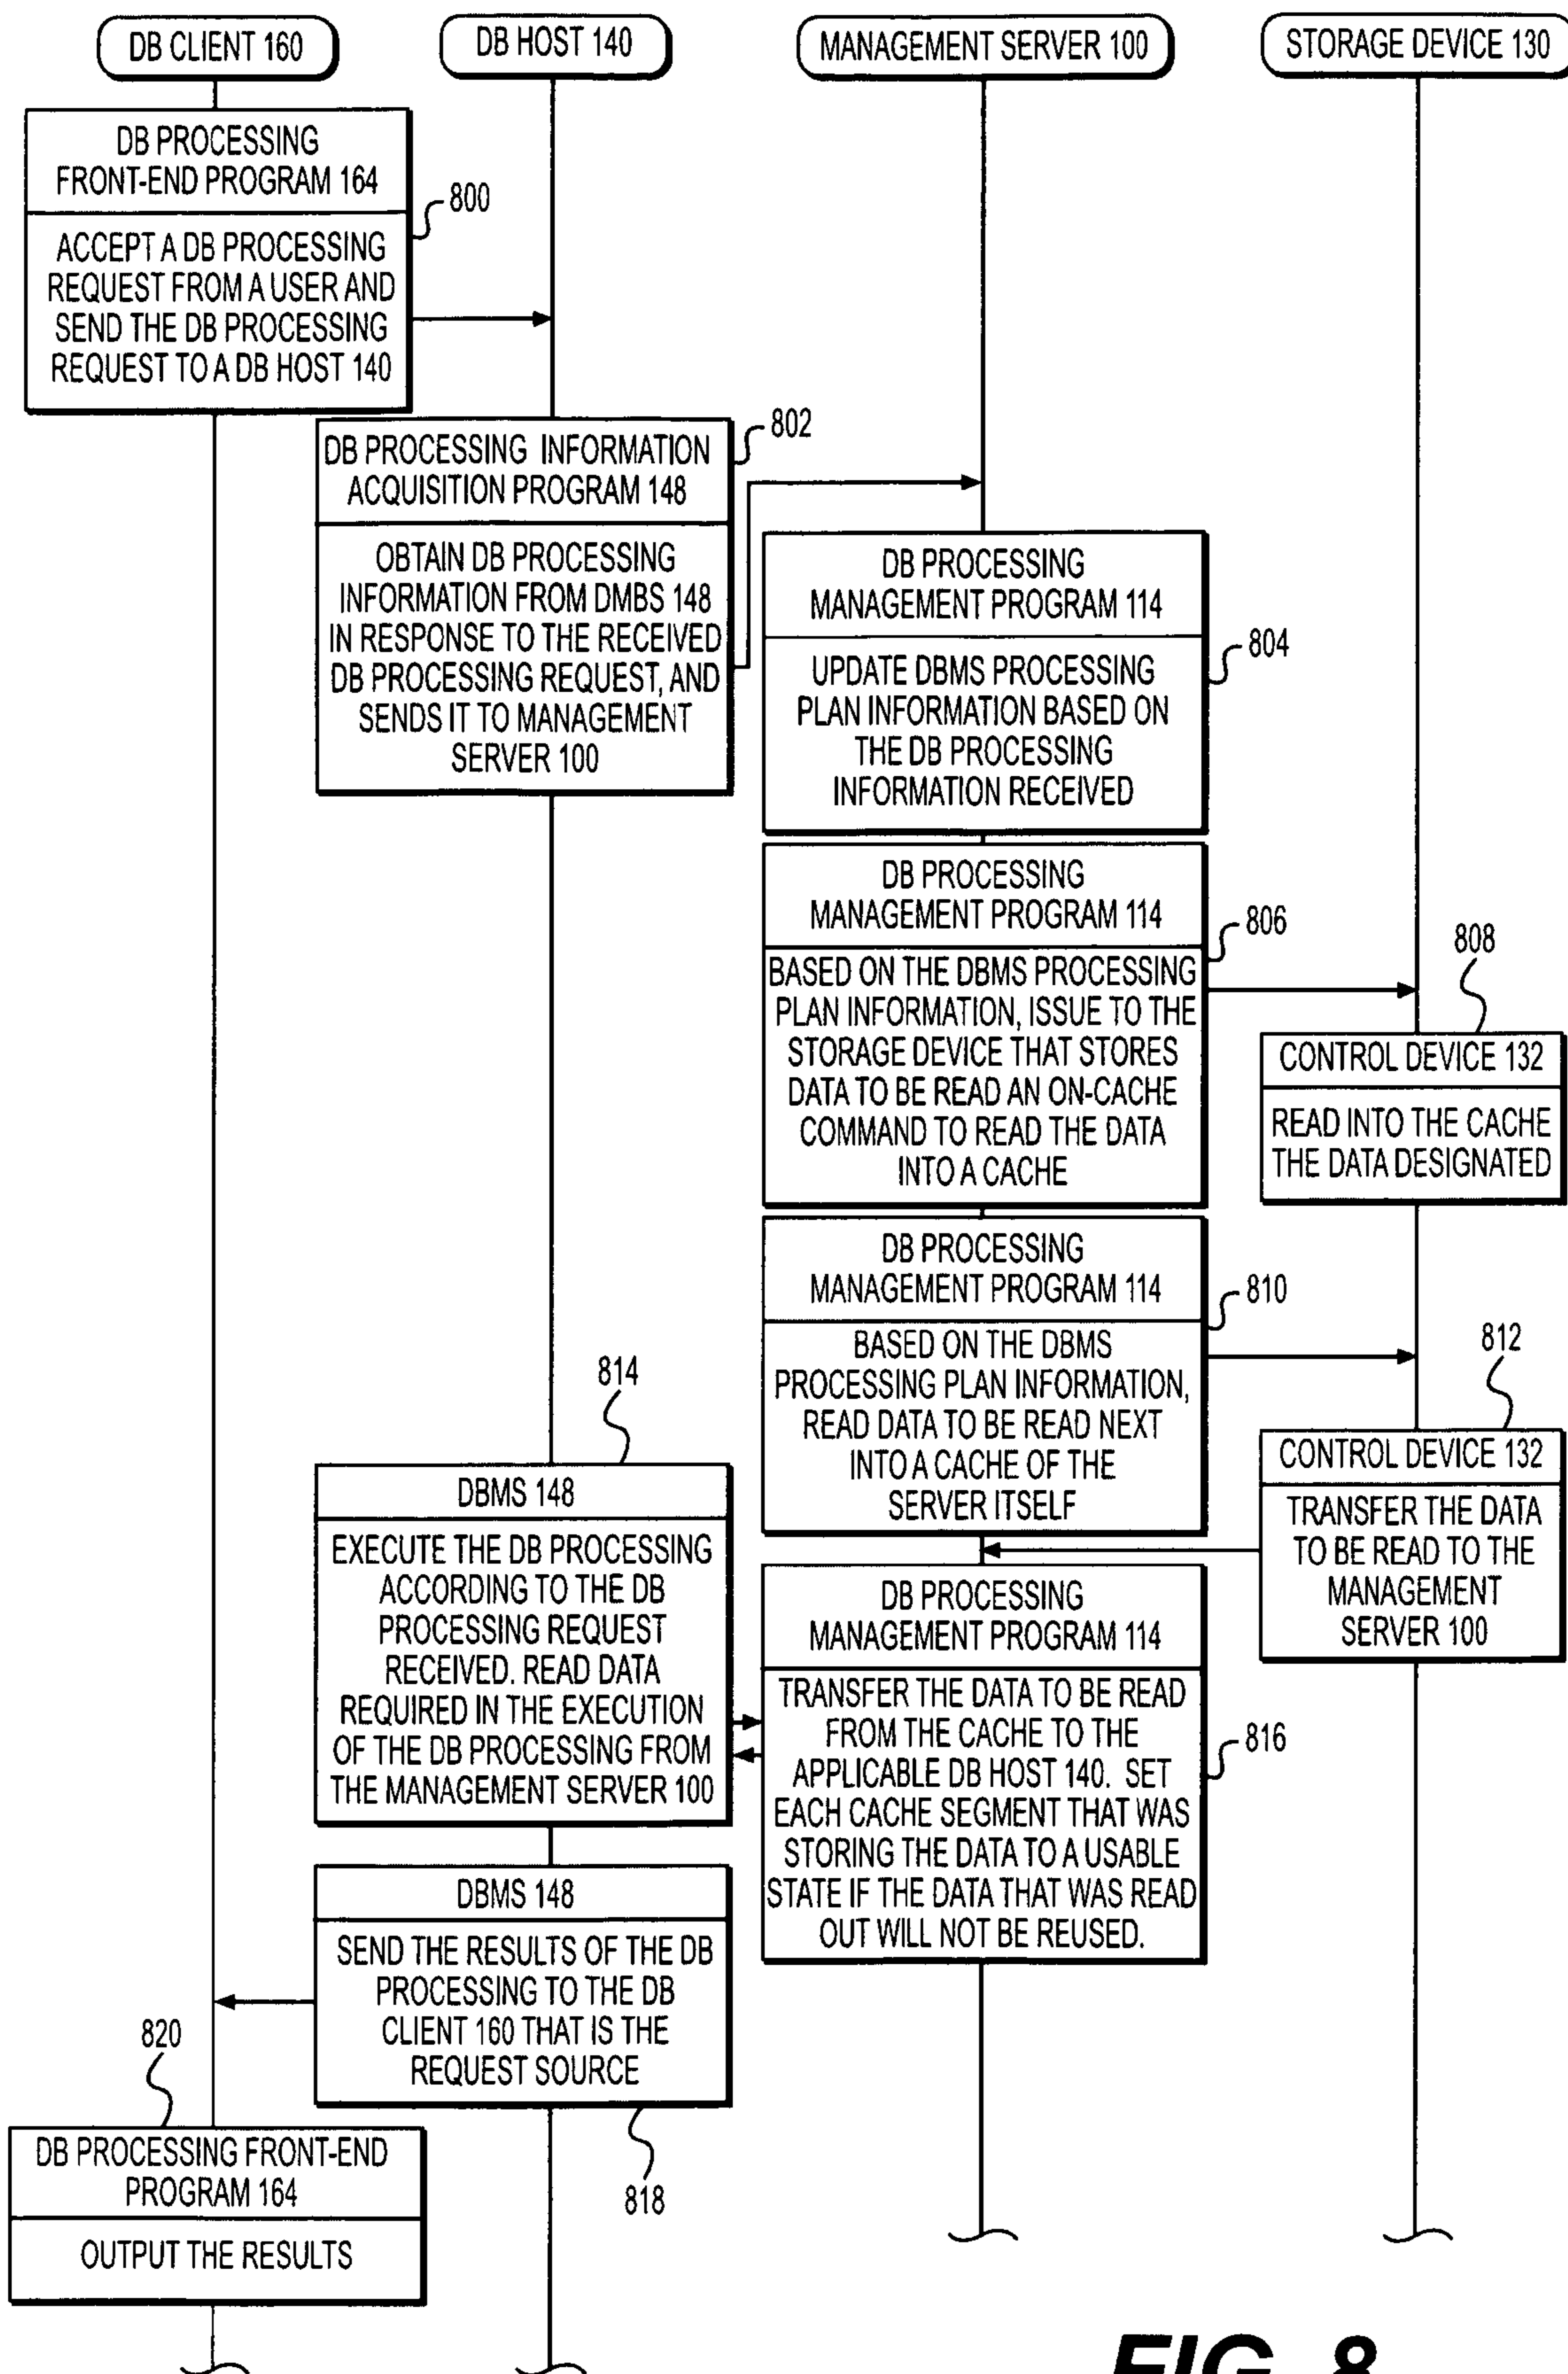 DB CLIENT 160
DB HOST 140
MANAGEMENT SERVER 100
STORAGE DEVICE 130
DB PROCESSING
FRONT-END PROGRAM 164
800
ACCEPT A DB PROCESSING
REQUEST FROM A USER AND
SEND THE DB PROCESSING
REQUEST TO A DB HOST 140
802
DB PROCESSING INFORMATION
ACQUISITION PROGRAM 148
OBTAIN DB PROCESSING
INFORMATION FROM DMBS 148
IN RESPONSE TO THE RECEIVED
DB PROCESSING REQUEST, AND
SENDS IT TO MANAGEMENT
SERVER 100
DB PROCESSING
MANAGEMENT PROGRAM 114
804
UPDATE DBMS PROCESSING
PLAN INFORMATION BASED ON
THE DB PROCESSING
INFORMATION RECEIVED
DB PROCESSING
MANAGEMENT PROGRAM 114
806
BASED ON THE DBMS PROCESSING
PLAN INFORMATION, ISSUE TO THE
STORAGE DEVICE THAT STORES
DATA TO BE READ AN ON-CACHE
COMMAND TO READ THE DATA
INTO A CACHE
808
CONTROL DEVICE 132
READ INTO THE CACHE
THE DATA DESIGNATED
DB PROCESSING
MANAGEMENT PROGRAM 114
810
BASED ON THE DBMS
PROCESSING PLAN INFORMATION,
READ DATA TO BE READ NEXT
INTO A CACHE OF THE
SERVER ITSELF
812
CONTROL DEVICE 132
TRANSFER THE DATA
TO BE READ TO THE
MANAGEMENT
SERVER 100
814
DBMS 148
EXECUTE THE DB PROCESSING
ACCORDING TO THE DB
PROCESSING REQUEST
RECEIVED. READ DATA
REQUIRED IN THE EXECUTION
OF THE DB PROCESSING FROM
THE MANAGEMENT SERVER 100
DB PROCESSING
MANAGEMENT PROGRAM 114
TRANSFER THE DATA TO BE READ
FROM THE CACHE TO THE
APPLICABLE DB HOST 140. SET
EACH CACHE SEGMENT THAT WAS
STORING THE DATA TO A USABLE
STATE IF THE DATA THAT WAS READ
OUT WILL NOT BE REUSED.
816
DBMS 148
SEND THE RESULTS OF THE DB
PROCESSING TO THE DB
CLIENT 160 THAT IS THE
REQUEST SOURCE
818
820
DB PROCESSING FRONT-END
PROGRAM 164
OUTPUT THE RESULTS
FIG. 8